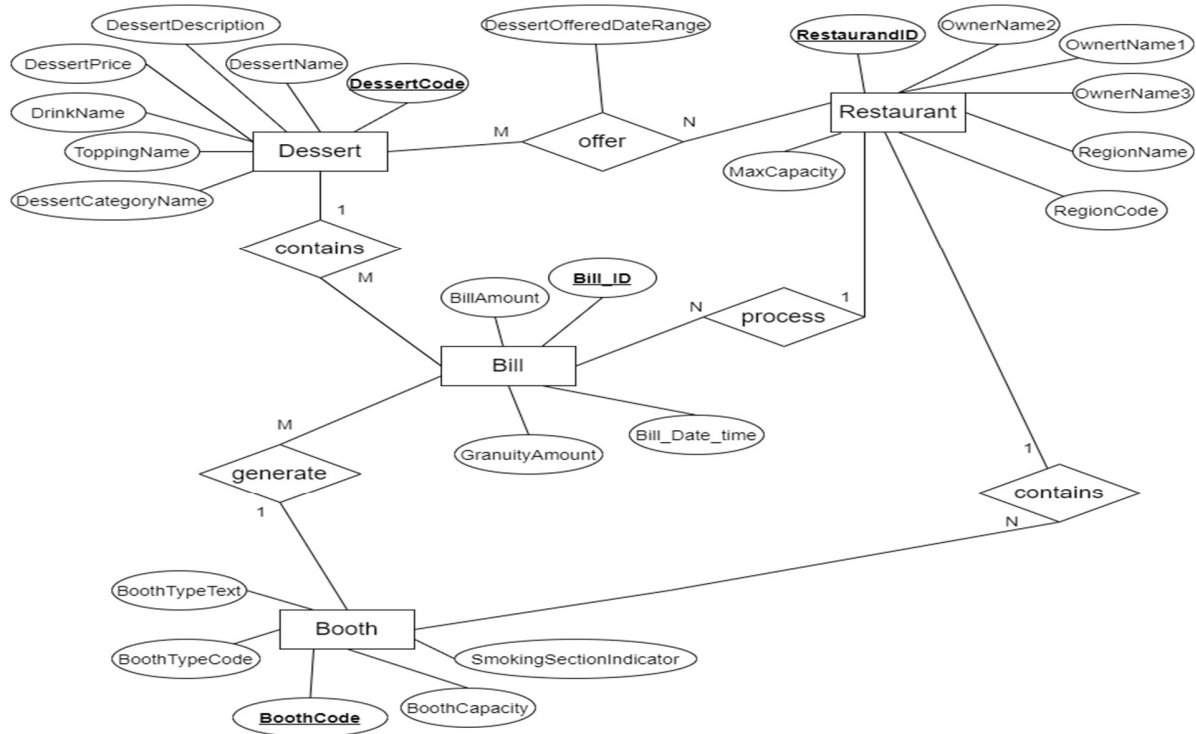 DessertDescription
DessertOfferedDateRange
RestaurandID
OwnerName2
OwnertName1
DessertPrice
DessertName
DessertCode
OwnerName3
DrinkName
Restaurant
M
N
offer
ToppingName
Dessert
RegionName
MaxCapacity
DessertCategoryName
RegionCode
1
contains
M
Bill_ID
BillAmount
N
1
process
Bill
M
Bill_Date_time
GranuityAmount
1
generate
contains
1
N
BoothTypeText
Booth
BoothTypeCode
SmokingSectionIndicator
BoothCapacity
BoothCode